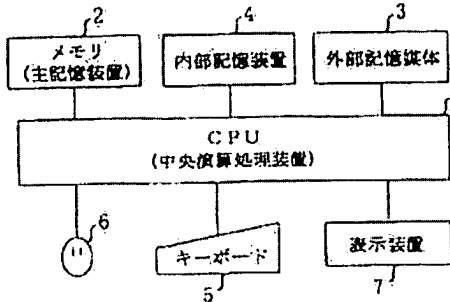 2
4
3
メモリ
(主記憶装置)
内部記憶装置
外部記憶媒体
CPU
(中央演算処理装置)
6
キーボード
5
表示装置
7